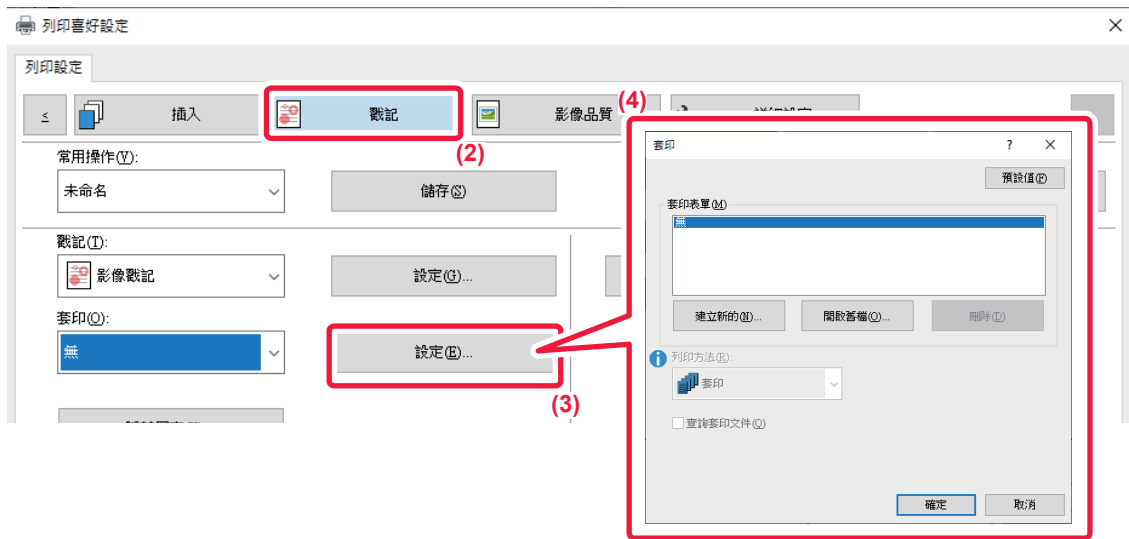 列印喜好設定
列印設定
≤ 插入 戳記 影像品質
(2)
(4)
常用操作(Y):
未命名 儲存(S)
戳記(T):
影像戳記 設定(G)...
套印(O):
無 設定(E)...
(3)
套印 ?
預設值(F)
套印表單(M)
無
建立新的(N)... 開啟舊檔(O)... 刪除(D)
列印方法(R):
套印
查詢套印文件(Q)
確定 取消